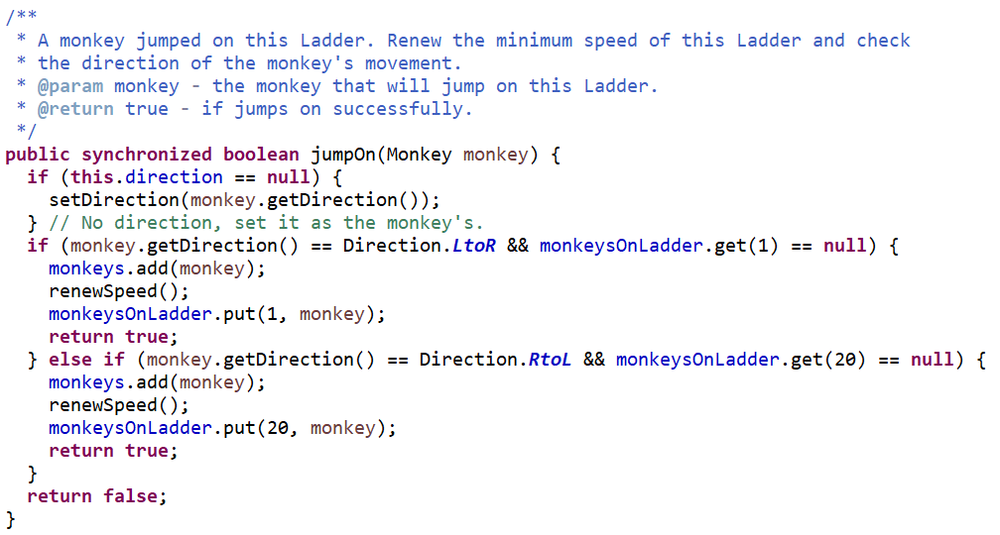 /**
 * A monkey jumped on this Ladder. Renew the minimum speed of this Ladder and check
 * the direction of the monkey's movement.
 * @param monkey - the monkey that will jump on this Ladder.
 * @return true - if jumps on successfully.
 */
public synchronized boolean jumpOn(Monkey monkey) {
  if (this.direction == null) {
    setDirection(monkey.getDirection());
  } // No direction, set it as the monkey's.
  if (monkey.getDirection() == Direction.LtoR && monkeysOnLadder.get(1) == null) {
    monkeys.add(monkey);
    renewSpeed();
    monkeysOnLadder.put(1, monkey);
    return true;
  } else if (monkey.getDirection() == Direction.RtoL && monkeysOnLadder.get(20) == null) {
    monkeys.add(monkey);
    renewSpeed();
    monkeysOnLadder.put(20, monkey);
    return true;
  }
  return false;
}